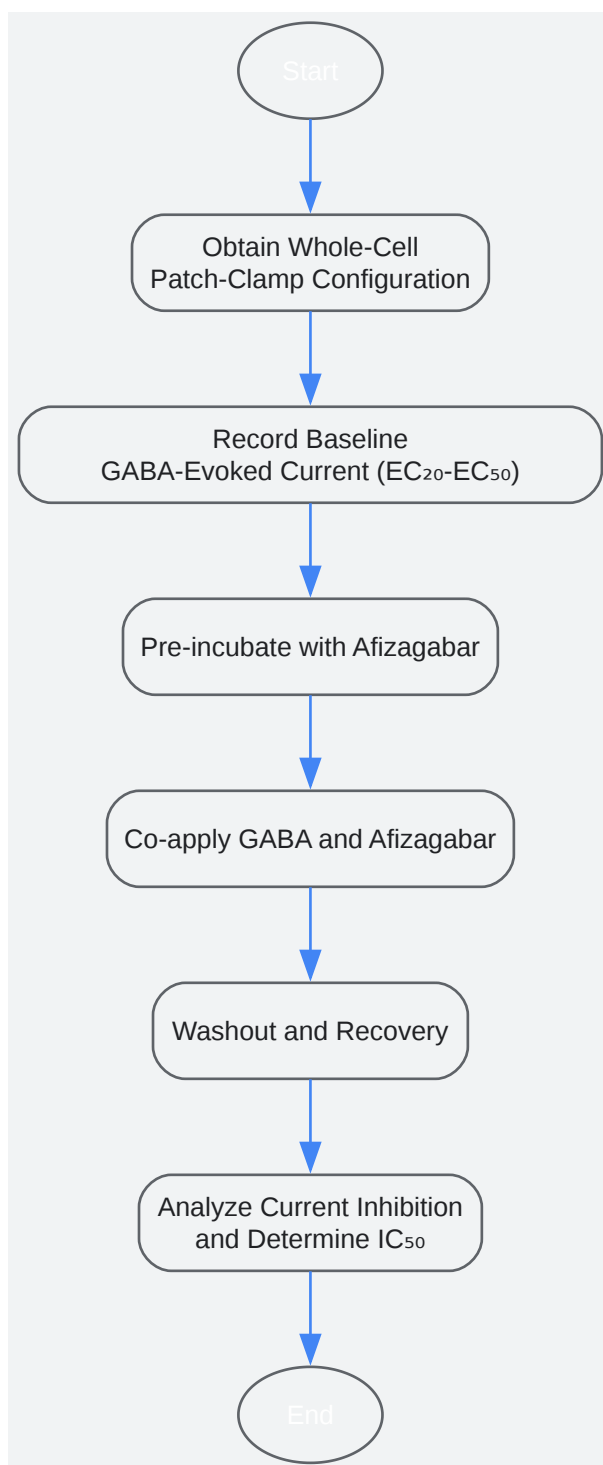 Start
Obtain Whole-Cell
Patch-Clamp Configuration
Record Baseline
GABA-Evoked Current (EC₂₀-EC₅₀)
Pre-incubate with Afizagabar
Co-apply GABA and Afizagabar
Washout and Recovery
Analyze Current Inhibition
and Determine IC₅₀
End